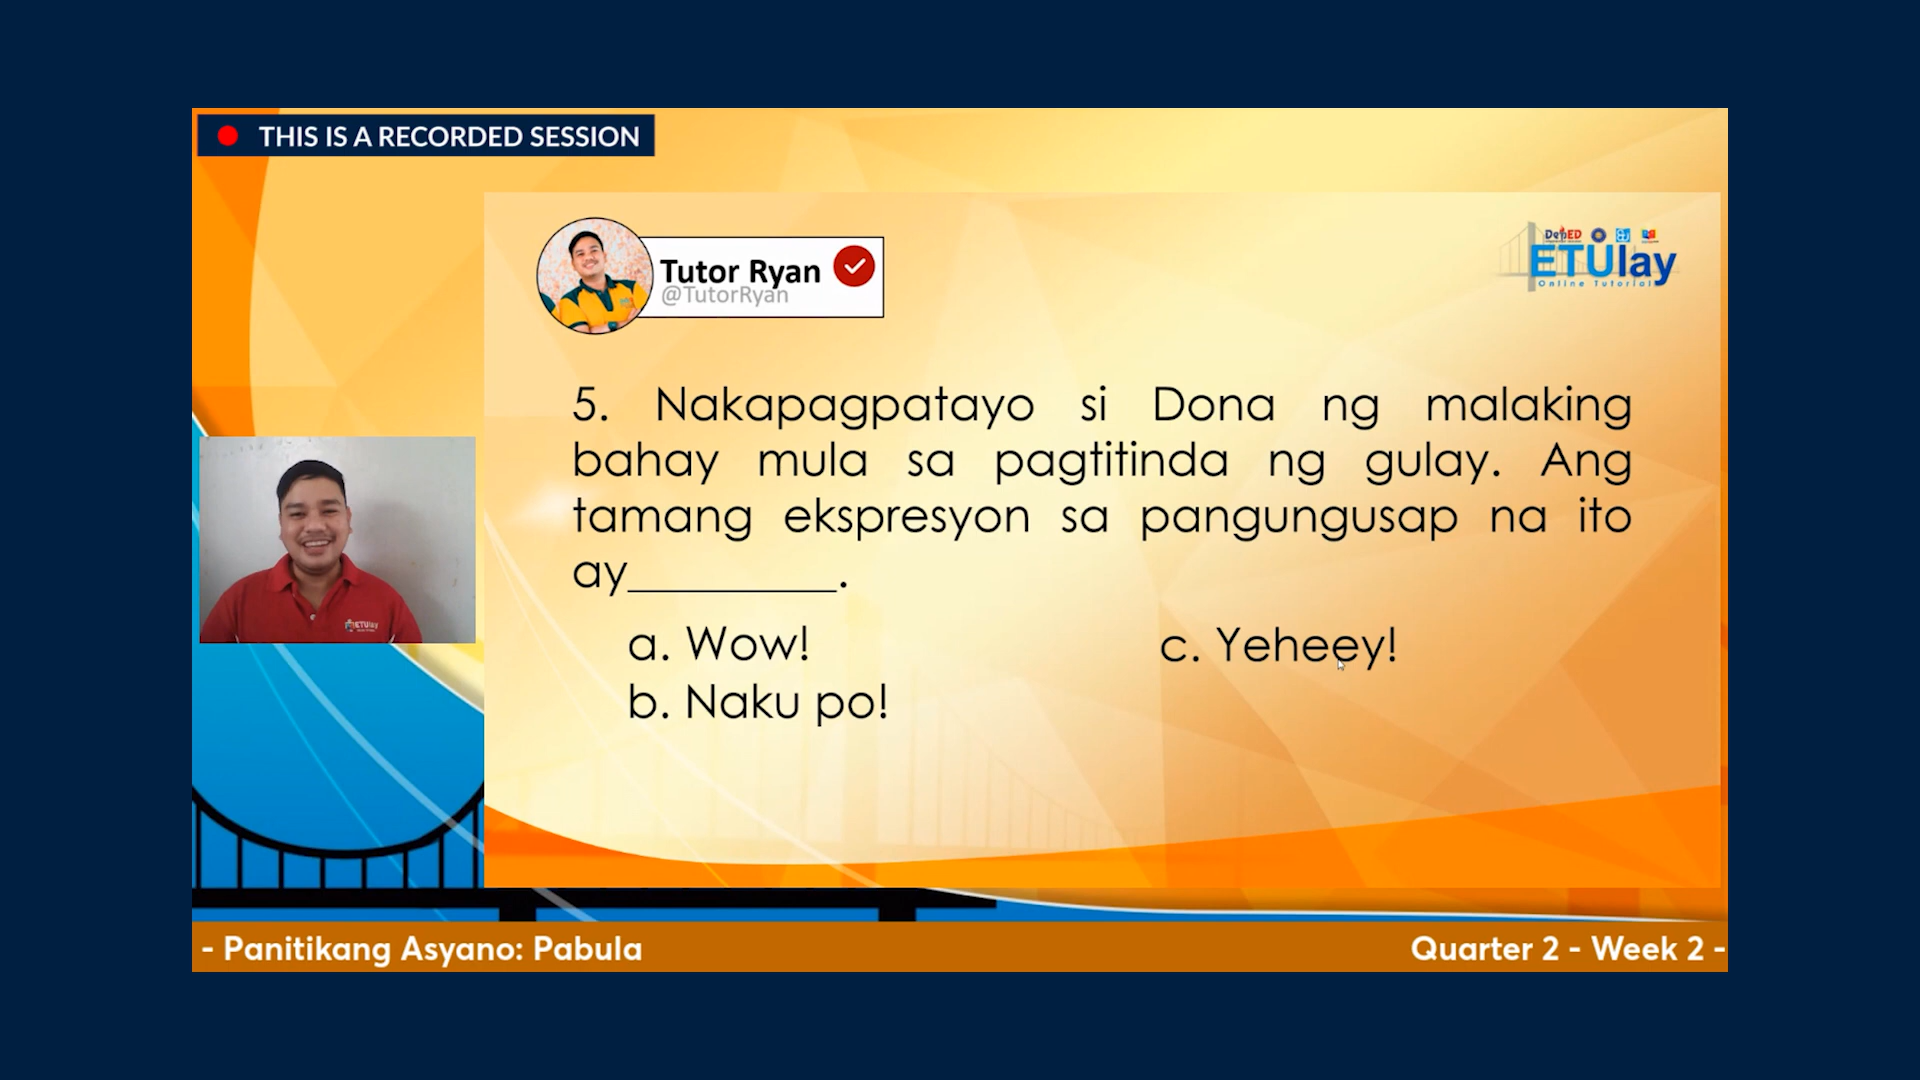 THIS IS A RECORDED SESSION
Tutor Ryan
@TutorRyan
DepED
ETUlay
Online Tutorial
5. Nakapagpatayo si Dona ng malaking
bahay mula sa pagtitinda ng gulay. Ang
tamang ekspresyon sa pangungusap na ito
ay_________.
a. Wow!
b. Naku po!
c. Yeheey!
ETUlay
- Panitikang Asyano: Pabula
Quarter 2 - Week 2 -